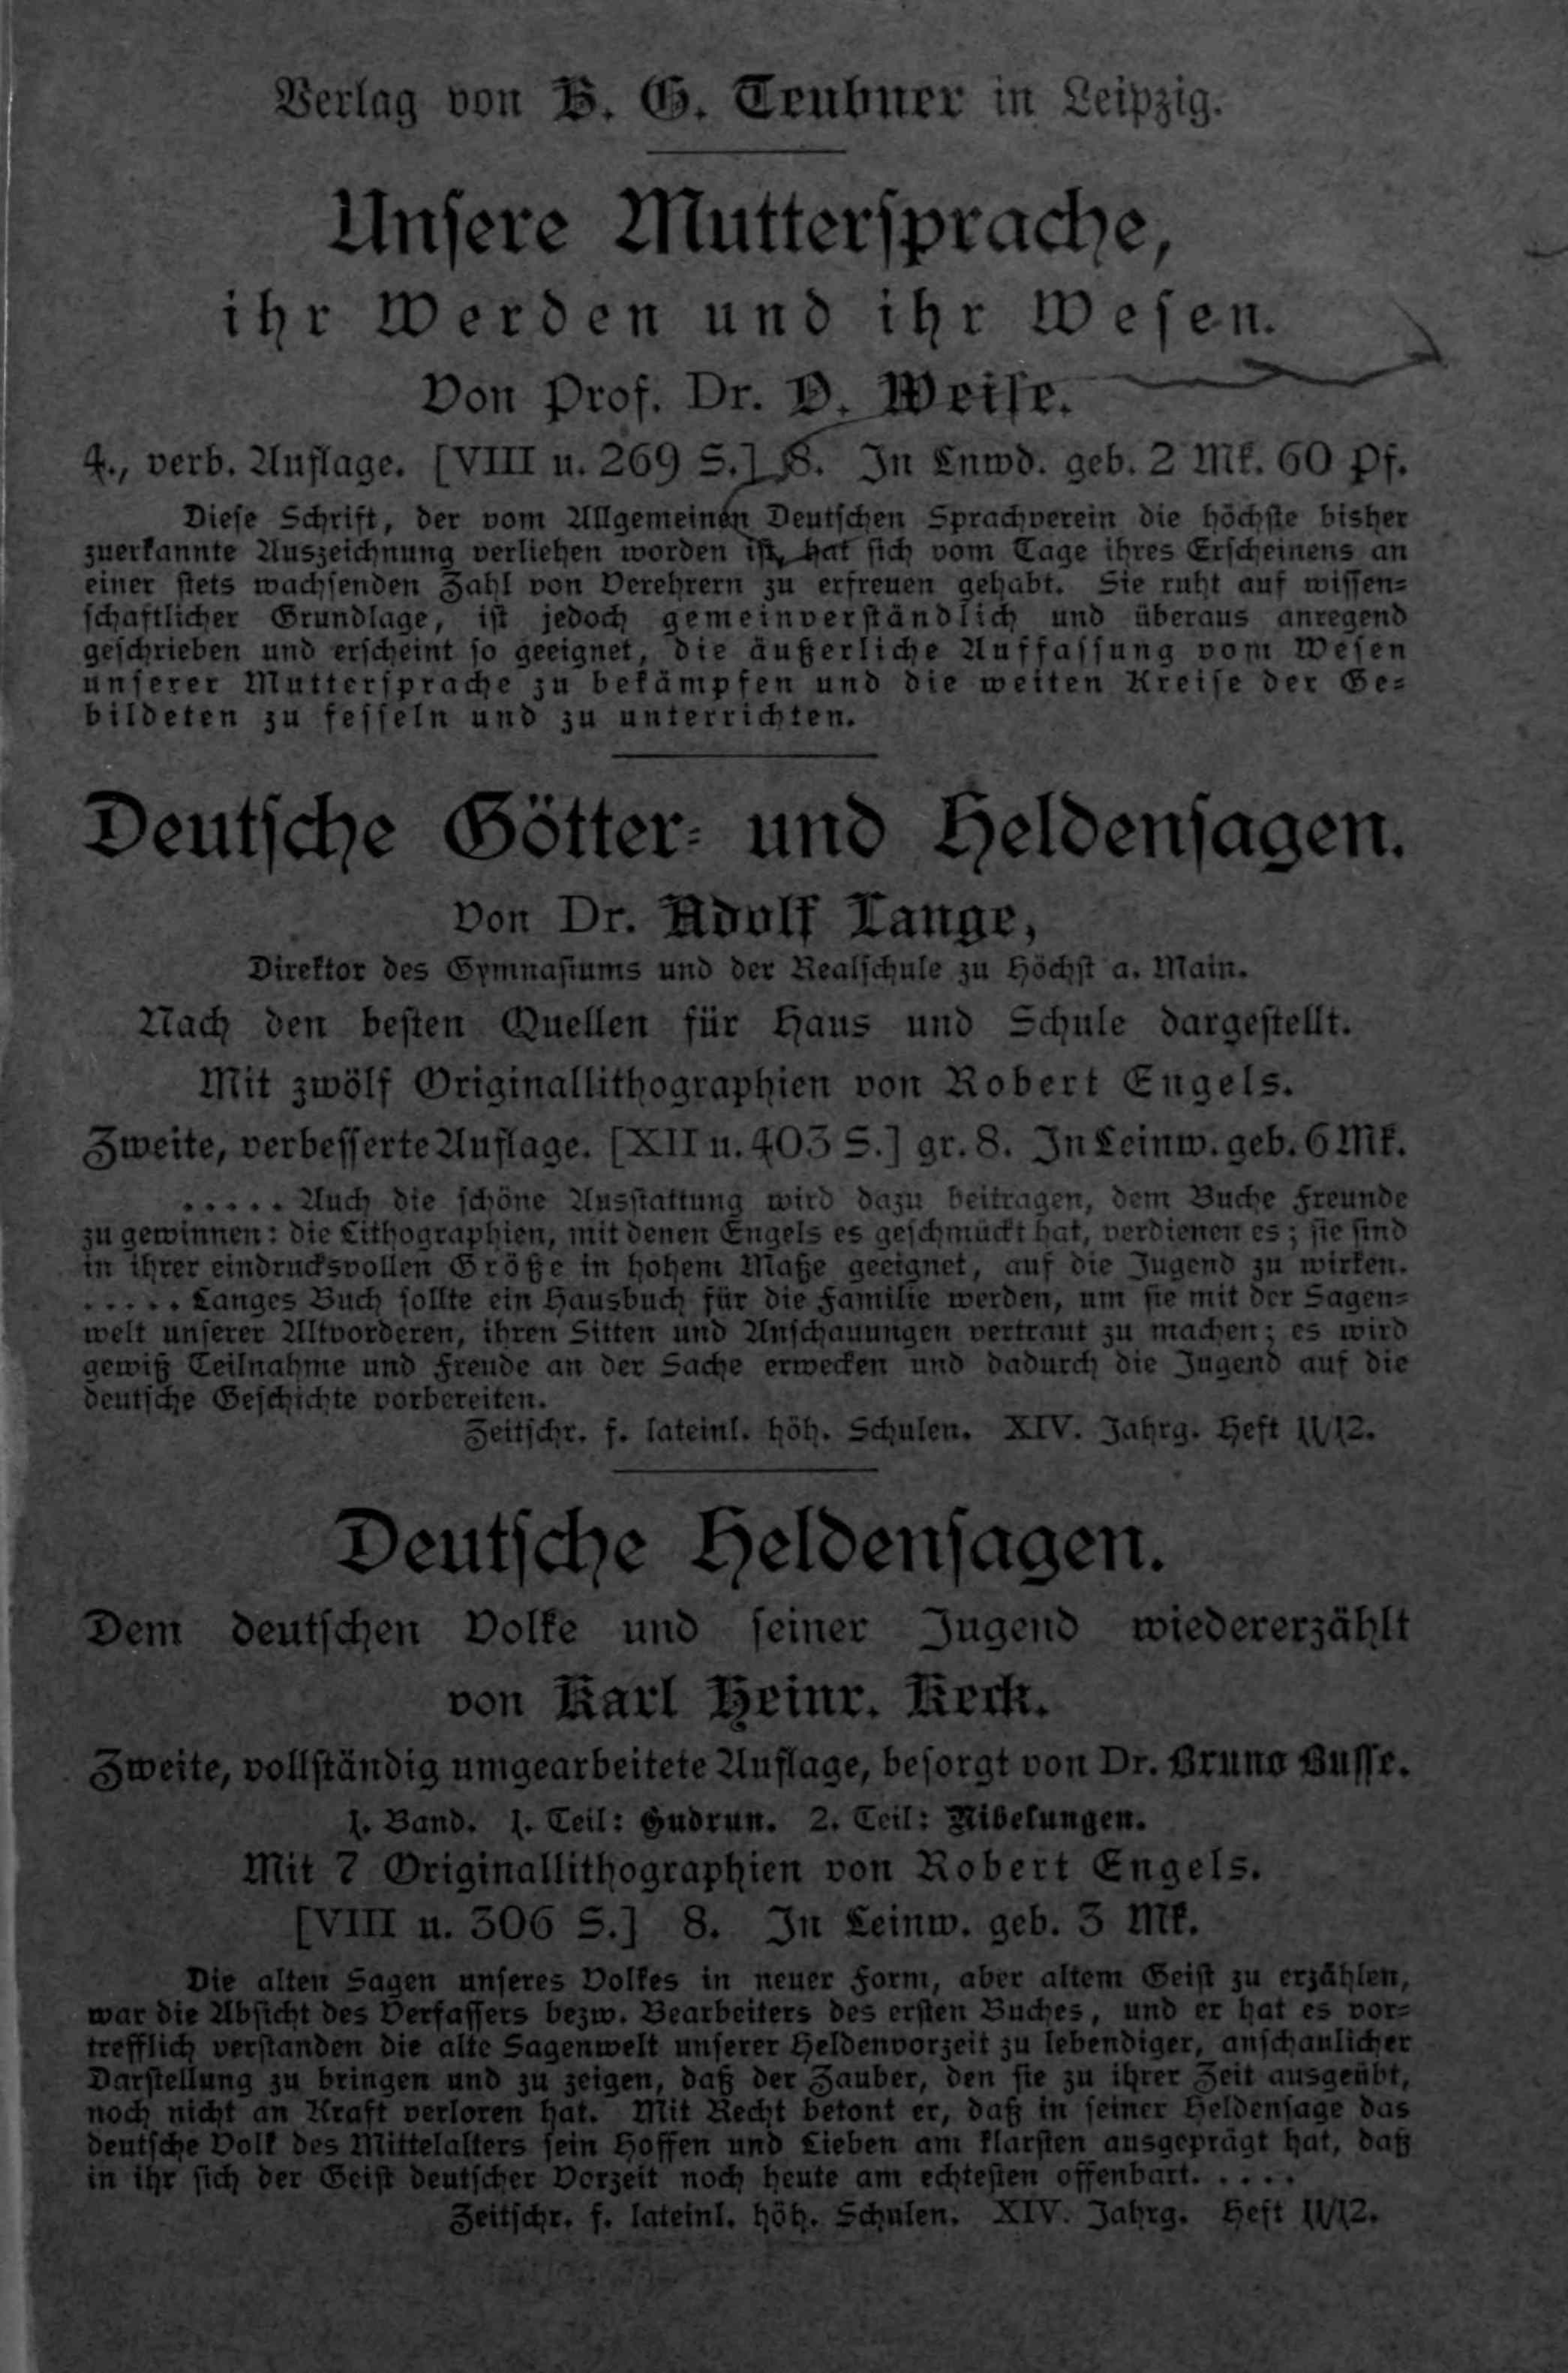 Verlag von B. G. Teubner in Leipzig.
Unsere Muttersprache,
ihr Werden und ihr Wesen.
Von Prof. Dr. O. Weise.
4., verb. Auflage. [VIII u. 269 S.] 8. In Lnwd. geb. 2 Mk. 60 Pf.
Diese Schrift, der vom Allgemeinen Deutschen Sprachverein die höchste bisher
zuerkannte Auszeichnung verliehen worden ist, hat sich vom Tage ihres Erscheinens an
einer stets wachsenden Zahl von Verehrern zu erfreuen gehabt. Sie ruht auf wissen-
schaftlicher Grundlage, ist jedoch gemeinverständlich und überaus anregend
geschrieben und erscheint so geeignet, die äußerliche Auffassung vom Wesen
unserer Muttersprache zu bekämpfen und die weiten Kreise der Ge-
bildeten zu fesseln und zu unterrichten.
Deutsche Götter- und Heldensagen.
Von Dr. Adolf Lange,
Direktor des Gymnasiums und der Realschule zu Höchst a. Main.
Nach den besten Quellen für Haus und Schule dargestellt.
Mit zwölf Originallithographien von Robert Engels.
Zweite, verbesserte Auflage. [XII u. 403 S.] gr. 8. In Leinw. geb. 6 Mk.
..... Auch die schöne Ausstattung wird dazu beitragen, dem Buche Freunde
zu gewinnen: die Lithographien, mit denen Engels es geschmückt hat, verdienen es; sie sind
in ihrer eindrucksvollen Größe in hohem Maße geeignet, auf die Jugend zu wirken.
..... Langes Buch sollte ein Hausbuch für die Familie werden, um sie mit der Sagen-
welt unserer Altvorderen, ihren Sitten und Anschauungen vertraut zu machen; es wird
gewiß Teilnahme und Freude an der Sache erwecken und dadurch die Jugend auf die
deutsche Geschichte vorbereiten.
Zeitschr. f. lateinl. höh. Schulen. XIV. Jahrg. Heft 11/12.
Deutsche Heldensagen.
Dem deutschen Volke und seiner Jugend wiedererzählt
von Karl Heinr. Keck.
Zweite, vollständig umgearbeitete Auflage, besorgt von Dr. Bruno Busse.
1. Band. 1. Teil: Gudrun. 2. Teil: Nibelungen.
Mit 7 Originallithographien von Robert Engels.
[VIII u. 306 S.] 8. In Leinw. geb. 3 Mk.
Die alten Sagen unseres Volkes in neuer Form, aber altem Geist zu erzählen,
war die Absicht des Verfassers bezw. Bearbeiters des ersten Buches, und er hat es vor-
trefflich verstanden die alte Sagenwelt unserer Heldenvorzeit zu lebendiger, anschaulicher
Darstellung zu bringen und zu zeigen, daß der Zauber, den sie zu ihrer Zeit ausgeübt,
noch nicht an Kraft verloren hat. Mit Recht betont er, daß in seiner Heldensage das
deutsche Volk des Mittelalters sein Hoffen und Lieben am klarsten ausgeprägt hat, daß
in ihr sich der Geist deutscher Vorzeit noch heute am echtesten offenbart. ....
Zeitschr. f. lateinl. höh. Schulen. XIV. Jahrg. Heft 11/12.